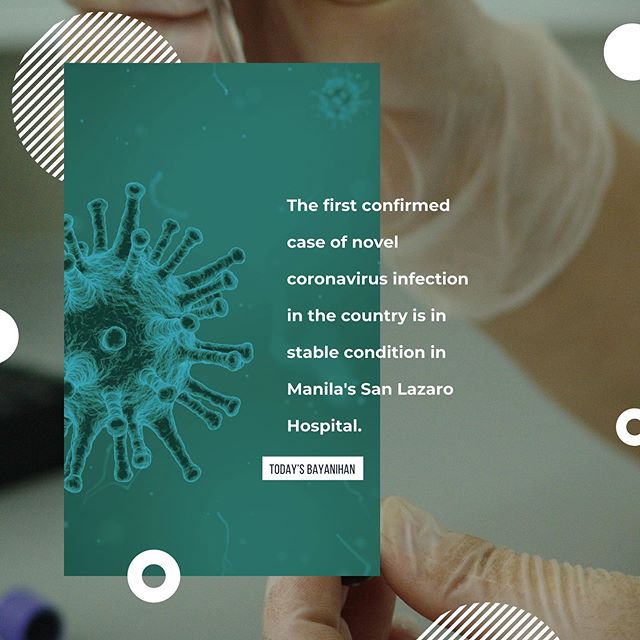 The first confirmed
case of novel
coronavirus infection
in the country is in
stable condition in
Manila's San Lazaro
Hospital.
TODAY'S BAYANIHAN